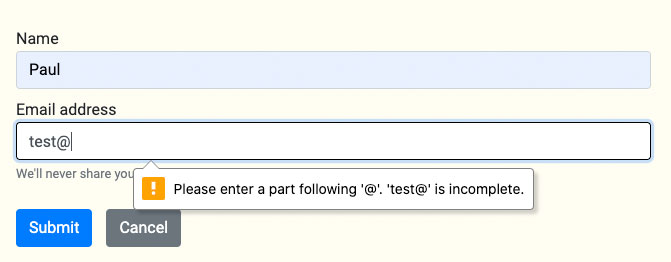 Name
Paul
Email address
test@
We'll never share you
Please enter a part following '@'. 'test@' is incomplete.
Submit
Cancel